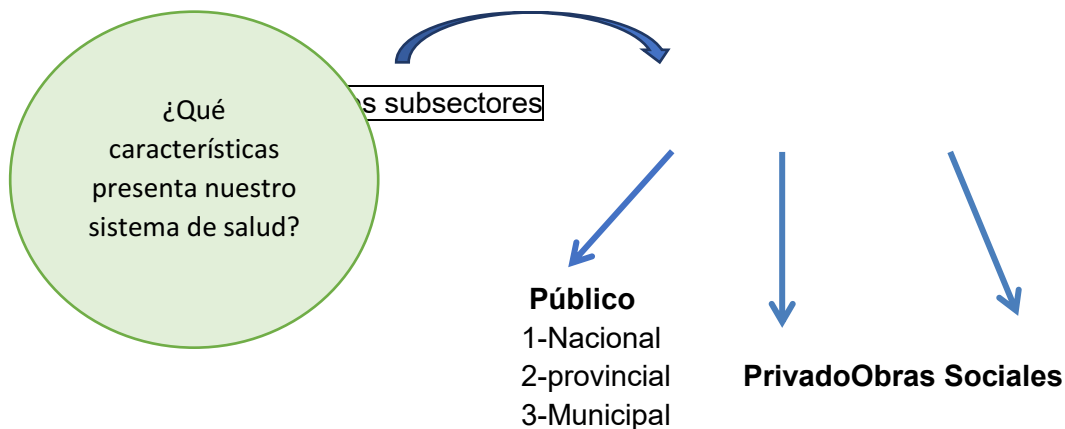 ¿Qué
características
presenta nuestro
sistema de salud?
subsectores
Público
1-Nacional
2-provincial
3-Municipal
PrivadoObras Sociales